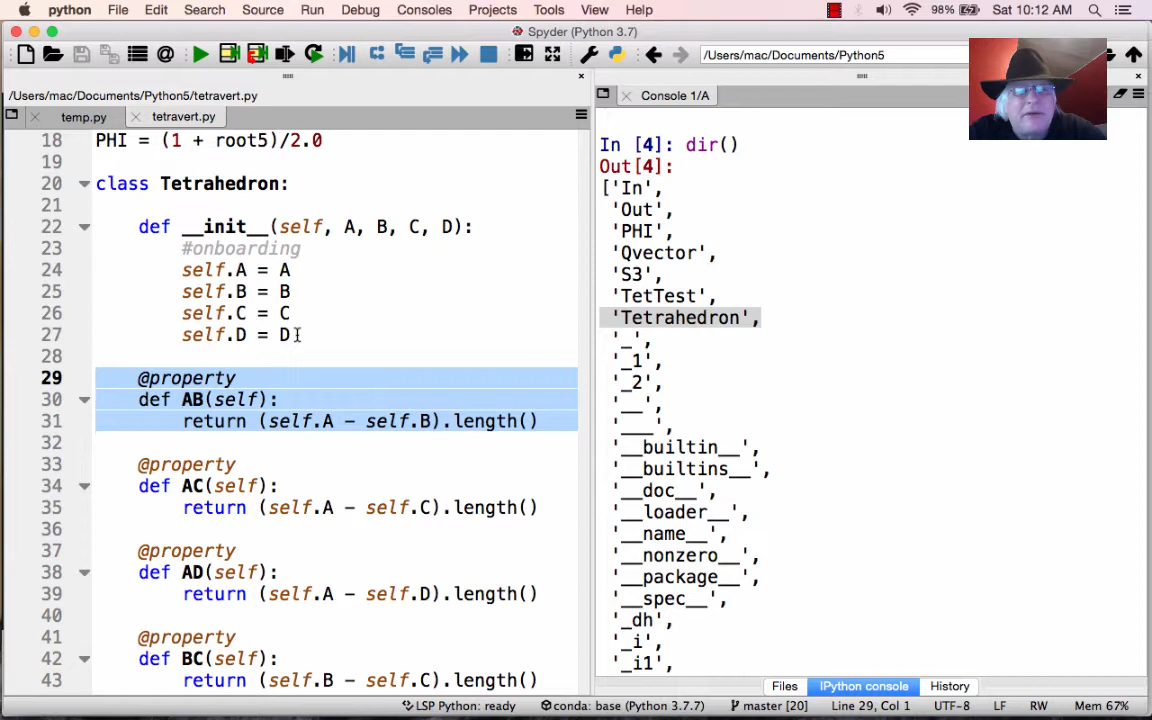 python File Edit Search Source Run Debug Consoles Projects Tools View Help 98% Sat 10:12 AM
Spyder (Python 3.7)
/Users/mac/Documents/Python5
/Users/mac/Documents/Python5/tetravert.py
Console 1/A
temp.py tetravert.py
18 PHI = (1 + root5)/2.0
19
20 class Tetrahedron:
21
22 def __init__(self, A, B, C, D):
23 #onboarding
24 self.A = A
25 self.B = B
26 self.C = C
27 self.D = D
28
29 @property
30 def AB(self):
31 return (self.A - self.B).length()
32
33 @property
34 def AC(self):
35 return (self.A - self.C).length()
36
37 @property
38 def AD(self):
39 return (self.A - self.D).length()
40
41 @property
42 def BC(self):
43 return (self.B - self.C).length()
In [4]: dir()
Out[4]:
['In',
'Out',
'PHI',
'Qvector',
'S3',
'TetTest',
'Tetrahedron',
'_',
'_1',
'_2',
'__',
'___',
'__builtin__',
'__builtins__',
'__doc__',
'__loader__',
'__name__',
'__nonzero__',
'__package__',
'__spec__',
'_dh',
'_i',
'_i1',
Files IPython console History
LSP Python: ready conda: base (Python 3.7.7) master [20] Line 29, Col 1 UTF-8 LF RW Mem 67%